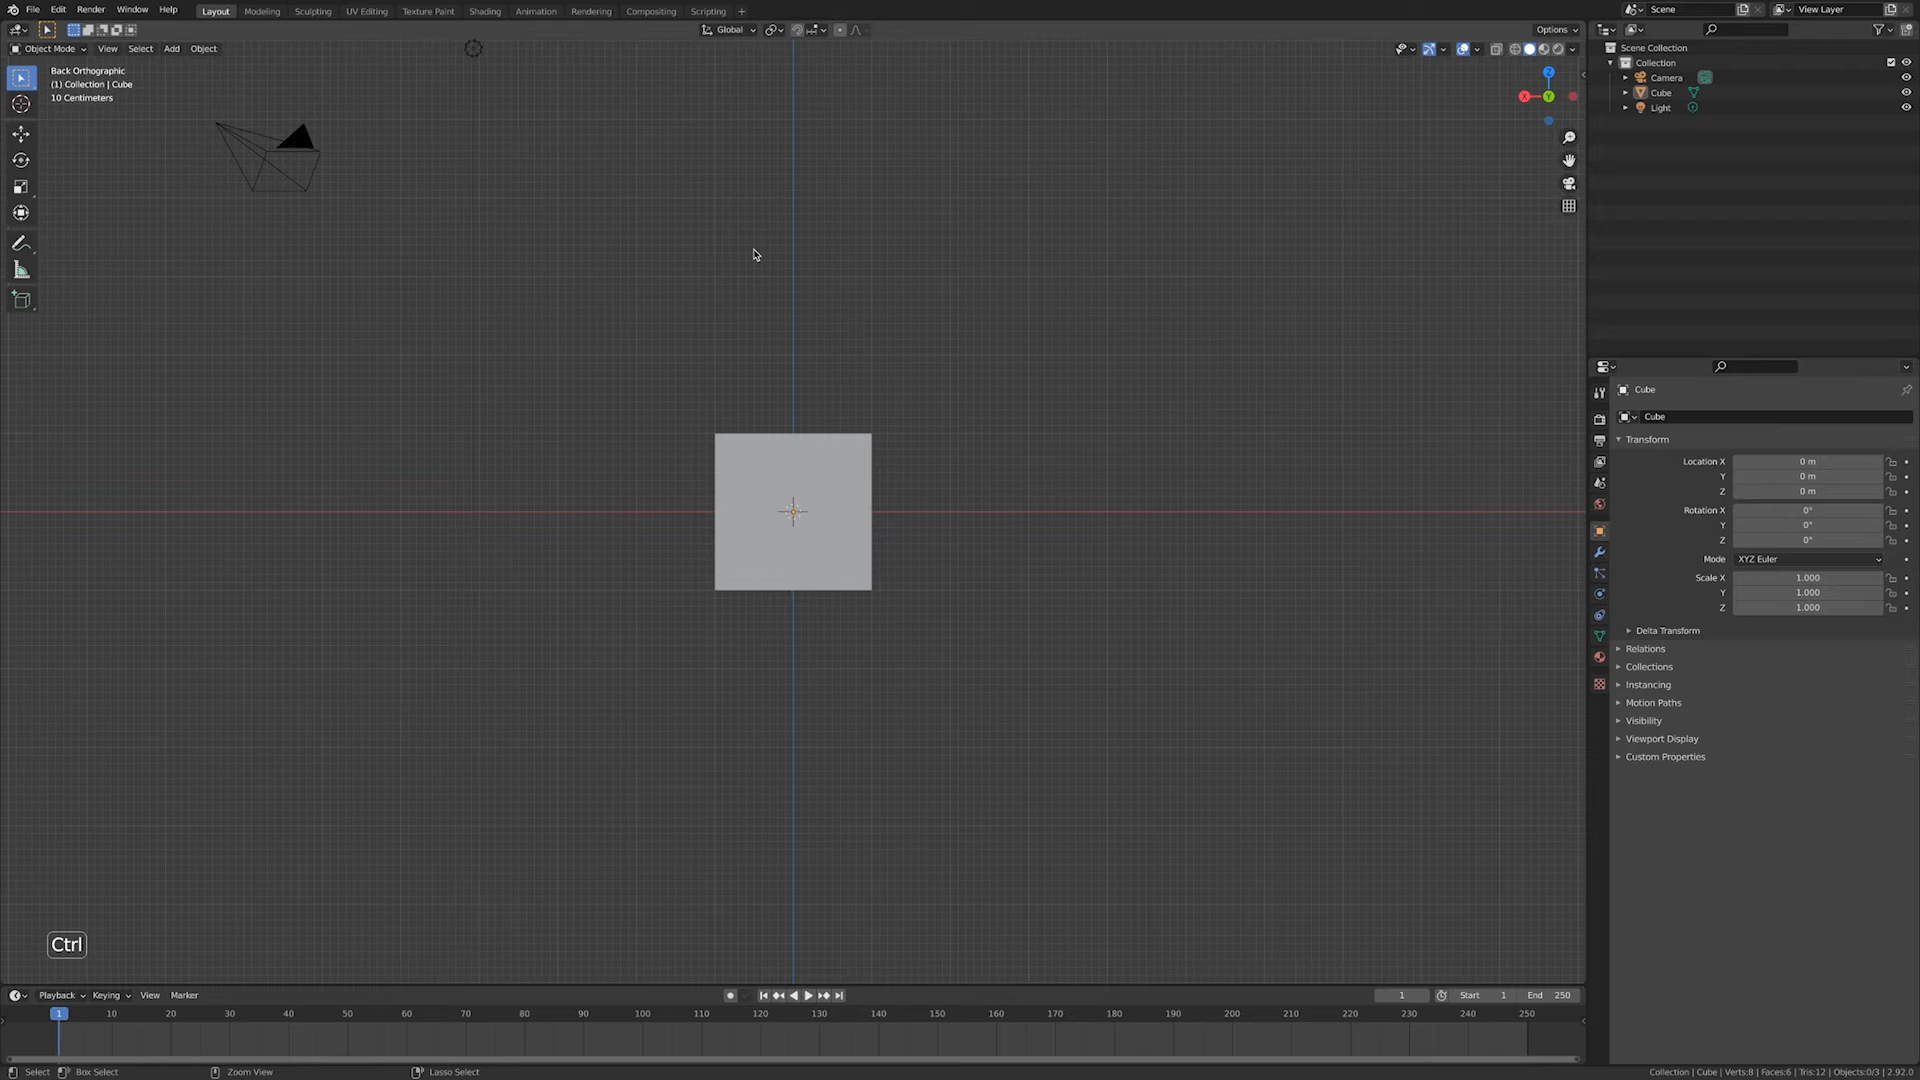 File Edit Render Window Help Layout Modeling Sculpting UV Editing Texture Paint Shading Animation Rendering Compositing Scripting + Scene View Layer
Global Options
Object Mode View Select Add Object
Back Orthographic
(1) Collection | Cube
10 Centimeters
Z
X
Y
Scene Collection
Collection
Camera
Cube
Light
Cube
Cube
Transform
Location X 0 m
Y 0 m
Z 0 m
Rotation X 0°
Y 0°
Z 0°
Mode XYZ Euler
Scale X 1.000
Y 1.000
Z 1.000
Delta Transform
Relations
Collections
Instancing
Motion Paths
Visibility
Viewport Display
Custom Properties
Ctrl
Playback Keying View Marker 1 Start 1 End 250
1 10 20 30 40 50 60 70 80 90 100 110 120 130 140 150 160 170 180 190 200 210 220 230 240 250
Select Box Select Zoom View Lasso Select Collection | Cube | Verts:8 | Faces:6 | Tris:12 | Objects:0/3 | 2.92.0